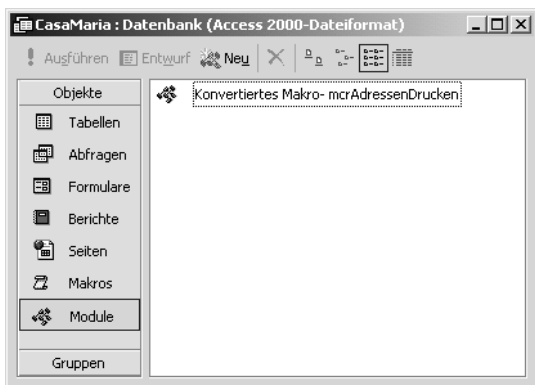 CasaMaria : Datenbank (Access 2000-Dateiformat)
Ausführen Entwurf Neu
Objekte
Tabellen
Abfragen
Formulare
Berichte
Seiten
Makros
Module
Gruppen
Konvertiertes Makro- mcrAdressenDrucken